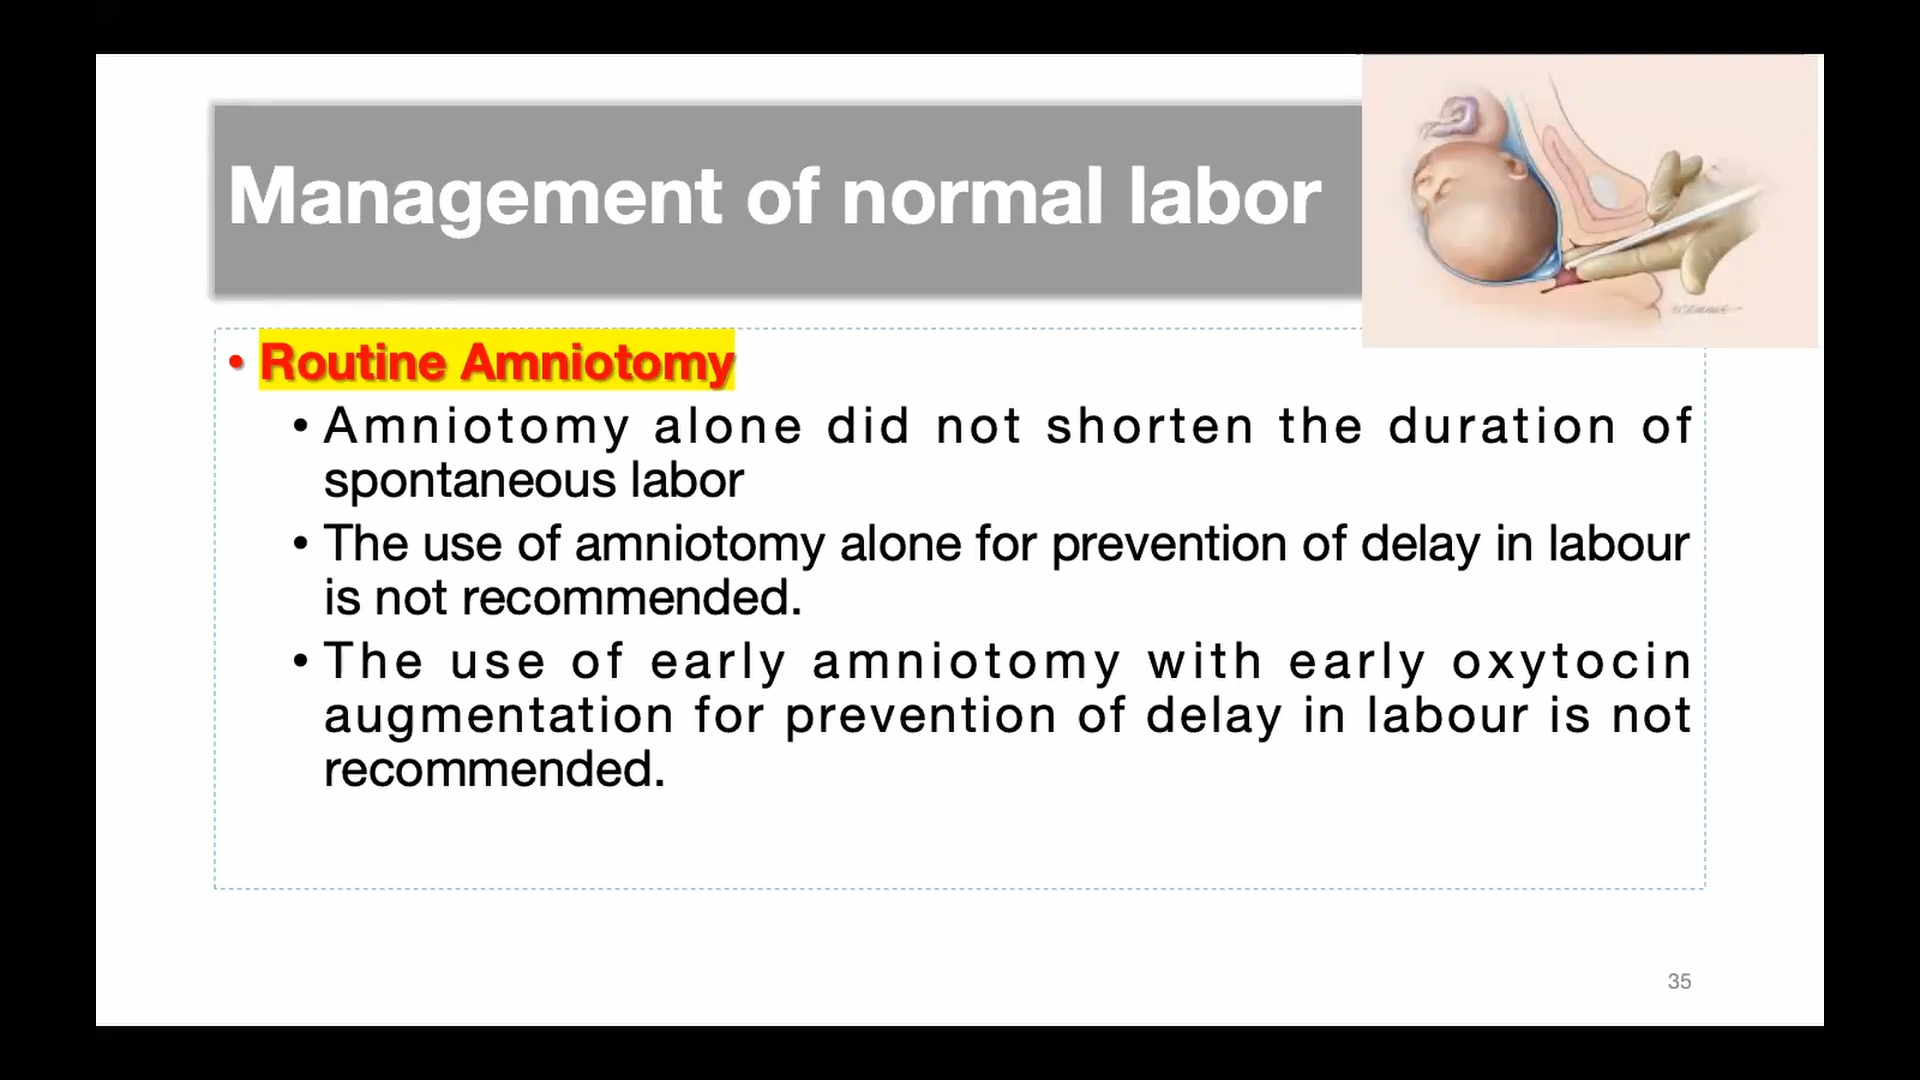 Management of normal labor
• Routine Amniotomy
• Amniotomy alone did not shorten the duration of
spontaneous labor
• The use of amniotomy alone for prevention of delay in labour
is not recommended.
• The use of early amniotomy with early oxytocin
augmentation for prevention of delay in labour is not
recommended.
35